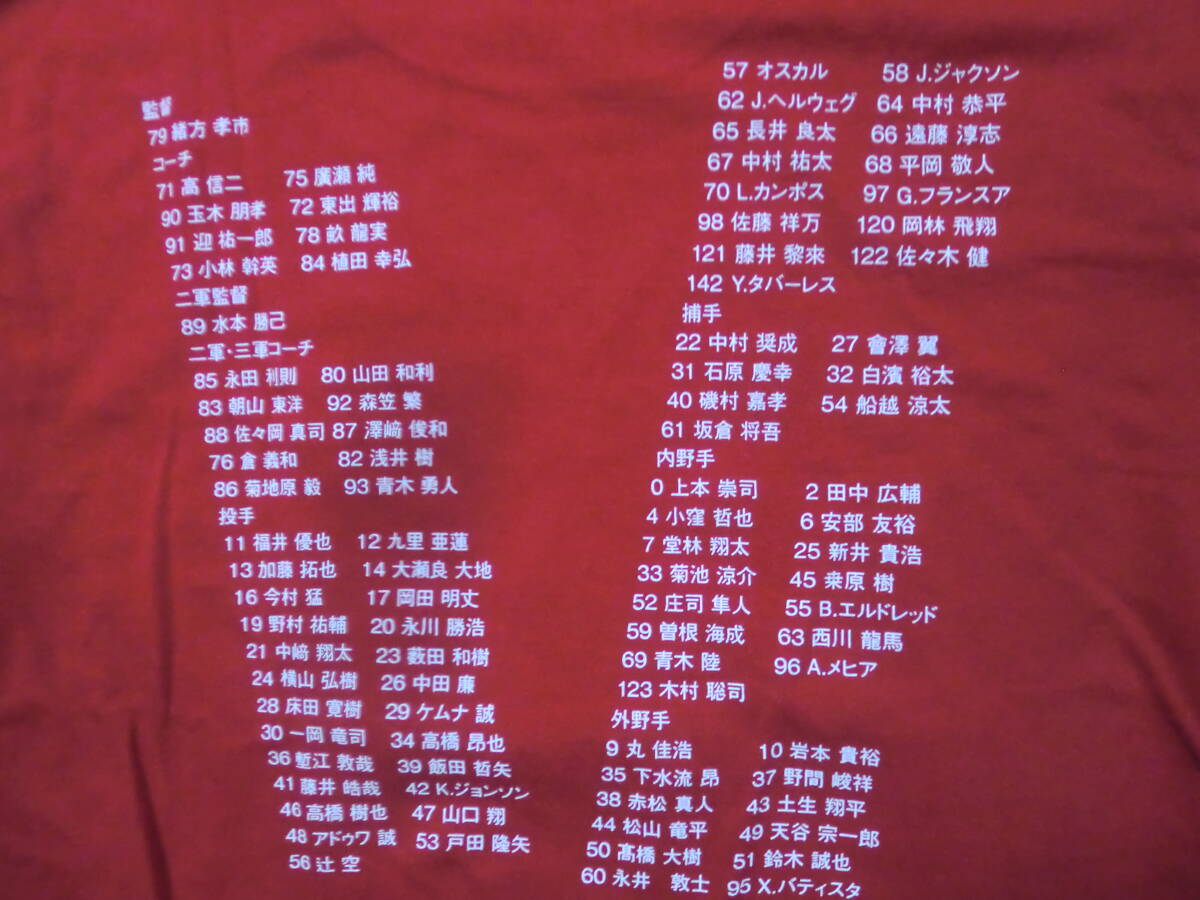 監督
79 緒方 孝市
コーチ
71 高 信二 75 廣瀬 純
90 玉木 朋孝 72 東出 輝裕
91 迎 祐一郎 78 畝 龍実
73 小林 幹英 84 植田 幸弘
二軍監督
89 水本 勝己
二軍・三軍コーチ
85 永田 利則 80 山田 和利
83 朝山 東洋 92 森笠 繁
88 佐々岡 真司 87 澤﨑 俊和
76 倉 義和 82 浅井 樹
86 菊地原 毅 93 青木 勇人
投手
11 福井 優也 12 九里 亜蓮
13 加藤 拓也 14 大瀬良 大地
16 今村 猛 17 岡田 明丈
19 野村 祐輔 20 永川 勝浩
21 中﨑 翔太 23 薮田 和樹
24 横山 弘樹 26 中田 廉
28 床田 寛樹 29 ケムナ 誠
30 一岡 竜司 34 高橋 昂也
36 塹江 敦哉 39 飯田 哲矢
41 藤井 皓哉 42 K.ジョンソン
46 高橋 樹也 47 山口 翔
48 アドゥワ 誠 53 戸田 隆矢
56 辻 空
57 オスカル 58 J.ジャクソン
62 J.ヘルウェグ 64 中村 恭平
65 長井 良太 66 遠藤 淳志
67 中村 祐太 68 平岡 敬人
70 L.カンポス 97 G.フランスア
98 佐藤 祥万 120 岡林 飛翔
121 藤井 黎來 122 佐々木 健
142 Y.タバーレス
捕手
22 中村 奨成 27 會澤 翼
31 石原 慶幸 32 白濱 裕太
40 磯村 嘉孝 54 船越 涼太
61 坂倉 将吾
内野手
0 上本 崇司 2 田中 広輔
4 小窪 哲也 6 安部 友裕
7 堂林 翔太 25 新井 貴浩
33 菊池 涼介 45 桒原 樹
52 庄司 隼人 55 B.エルドレッド
59 曽根 海成 63 西川 龍馬
69 青木 陸 96 A.メヒア
123 木村 聡司
外野手
9 丸 佳浩 10 岩本 貴裕
35 下水流 昂 37 野間 峻祥
38 赤松 真人 43 土生 翔平
44 松山 竜平 49 天谷 宗一郎
50 髙橋 大樹 51 鈴木 誠也
60 永井 敦士 95 X.バティスタ